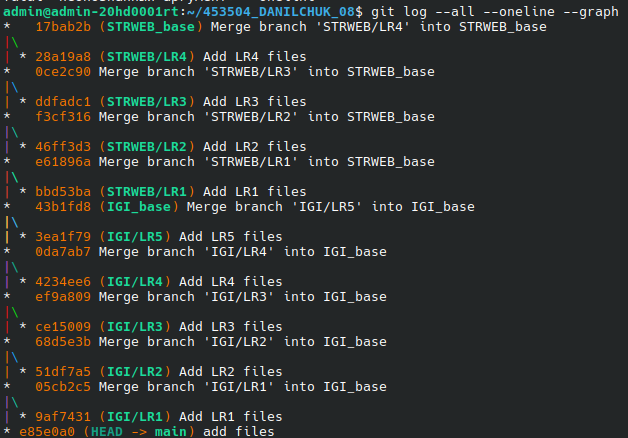 admin@admin-20hd0001rt:~/453504_DANILCHUK_08$ git log --all --oneline --graph
*   17bab2b (STRWEB_base) Merge branch 'STRWEB/LR4' into STRWEB_base
|\
| * 28a19a8 (STRWEB/LR4) Add LR4 files
*   0ce2c90 Merge branch 'STRWEB/LR3' into STRWEB_base
|\
| * ddfadc1 (STRWEB/LR3) Add LR3 files
*   f3cf316 Merge branch 'STRWEB/LR2' into STRWEB_base
|\
| * 46ff3d3 (STRWEB/LR2) Add LR2 files
*   e61896a Merge branch 'STRWEB/LR1' into STRWEB_base
|\
| * bbd53ba (STRWEB/LR1) Add LR1 files
*   43b1fd8 (IGI_base) Merge branch 'IGI/LR5' into IGI_base
|\
| * 3ea1f79 (IGI/LR5) Add LR5 files
*   0da7ab7 Merge branch 'IGI/LR4' into IGI_base
|\
| * 4234ee6 (IGI/LR4) Add LR4 files
*   ef9a809 Merge branch 'IGI/LR3' into IGI_base
|\
| * ce15009 (IGI/LR3) Add LR3 files
*   68d5e3b Merge branch 'IGI/LR2' into IGI_base
|\
| * 51df7a5 (IGI/LR2) Add LR2 files
*   05cb2c5 Merge branch 'IGI/LR1' into IGI_base
|\
| * 9af7431 (IGI/LR1) Add LR1 files
* e85e0a0 (HEAD -> main) add files